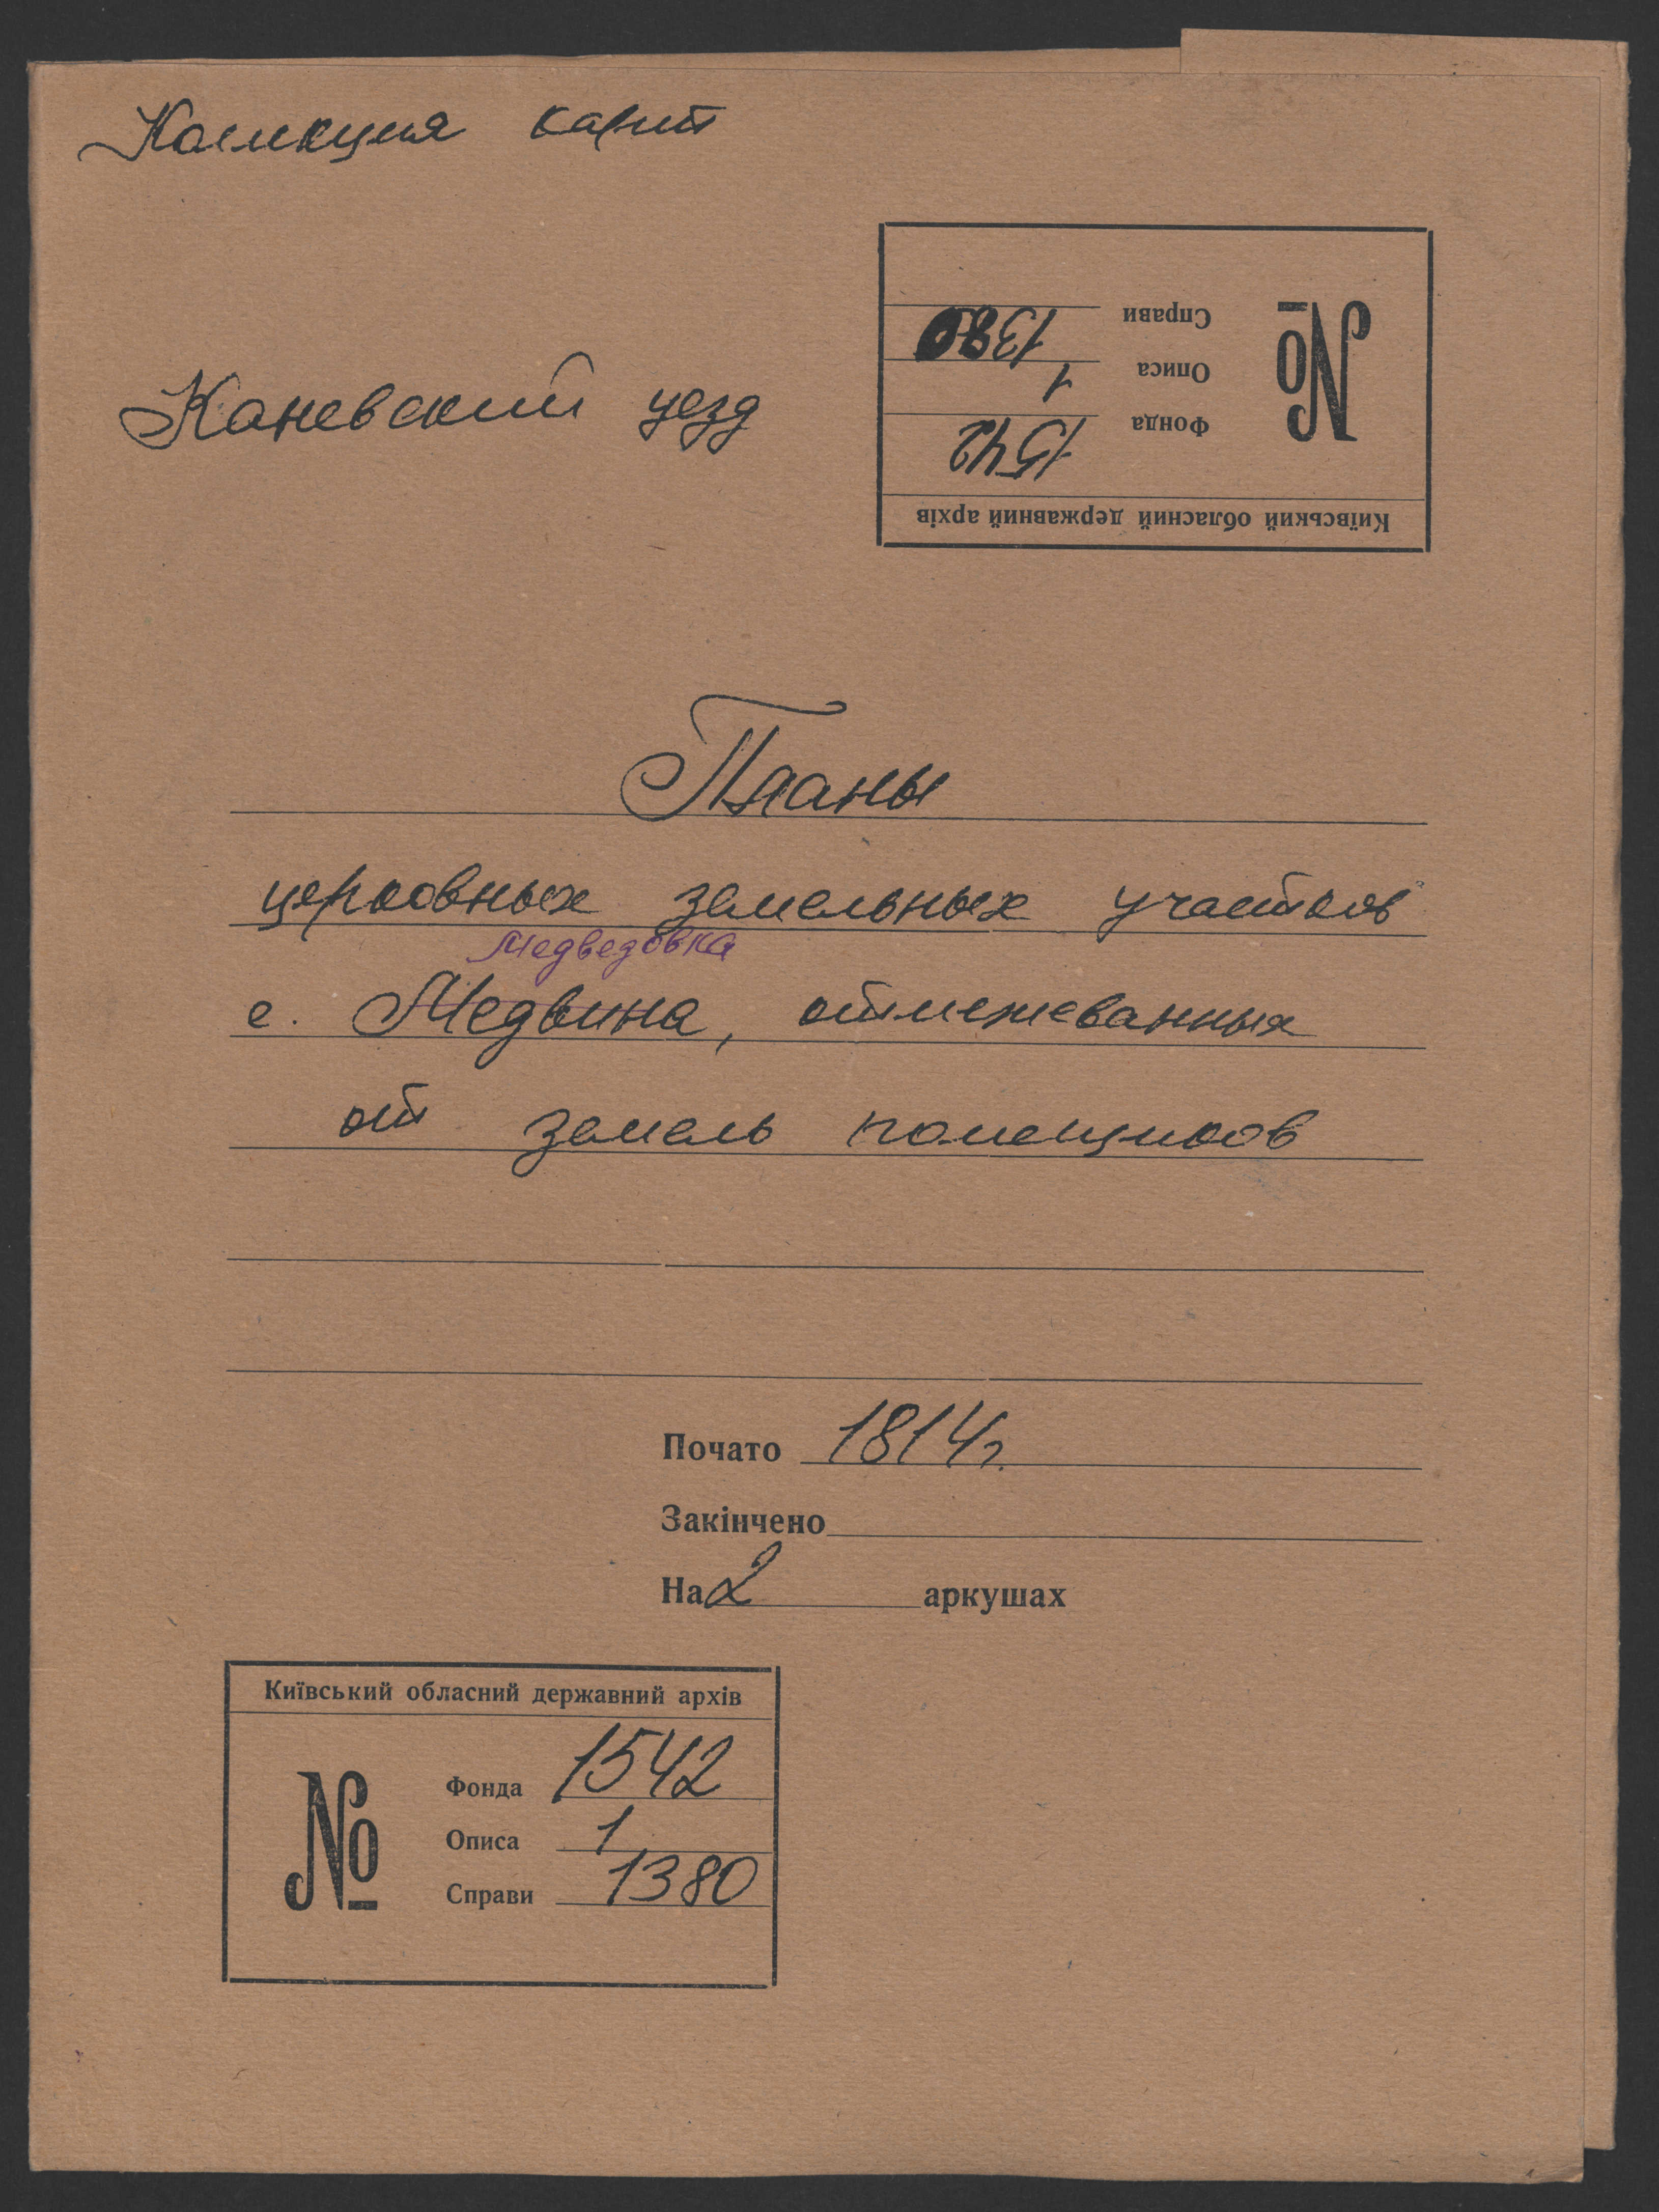 Коллекция карт
Каневский уезд
Київський обласний державний архів
№
Фонда 1542
Описа 1
Справи 1380
Планы
церковных земельных участков
Медведовка
с. Медвина, отмежеванных
от земель помещиков
Почато 1814 г.
Закінчено
На 2 аркушах
Київський обласний державний архів
№
Фонда 1542
Описа 1
Справи 1380